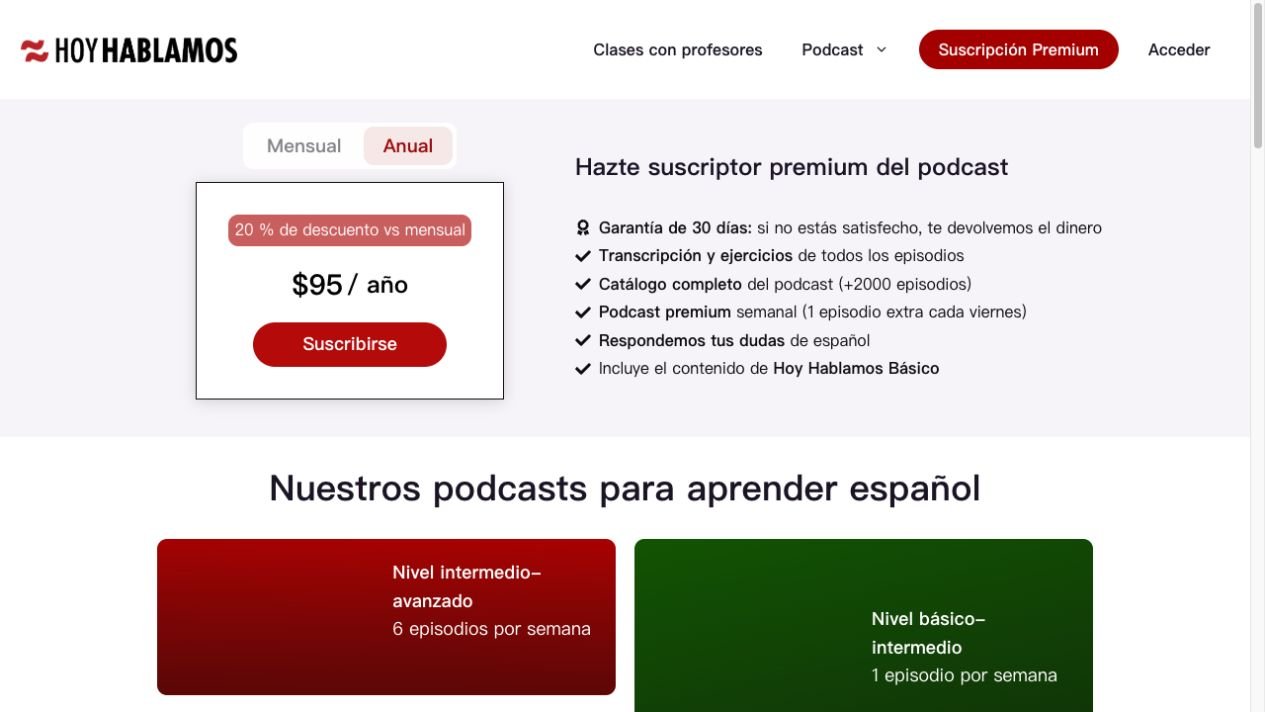 HOYHABLAMOS
Clases con profesores
Podcast
Suscripción Premium
Acceder
Mensual
Anual
20 % de descuento vs mensual
$95/ año
Suscribirse
Hazte suscriptor premium del podcast
Garantía de 30 días: si no estás satisfecho, te devolvemos el dinero
Transcripción y ejercicios de todos los episodios
Catálogo completo del podcast (+2000 episodios)
Podcast premium semanal (1 episodio extra cada viernes)
Respondemos tus dudas de español
Incluye el contenido de Hoy Hablamos Básico
Nuestros podcasts para aprender español
Nivel intermedio–
avanzado
6 episodios por semana
Nivel básico–
intermedio
1 episodio por semana